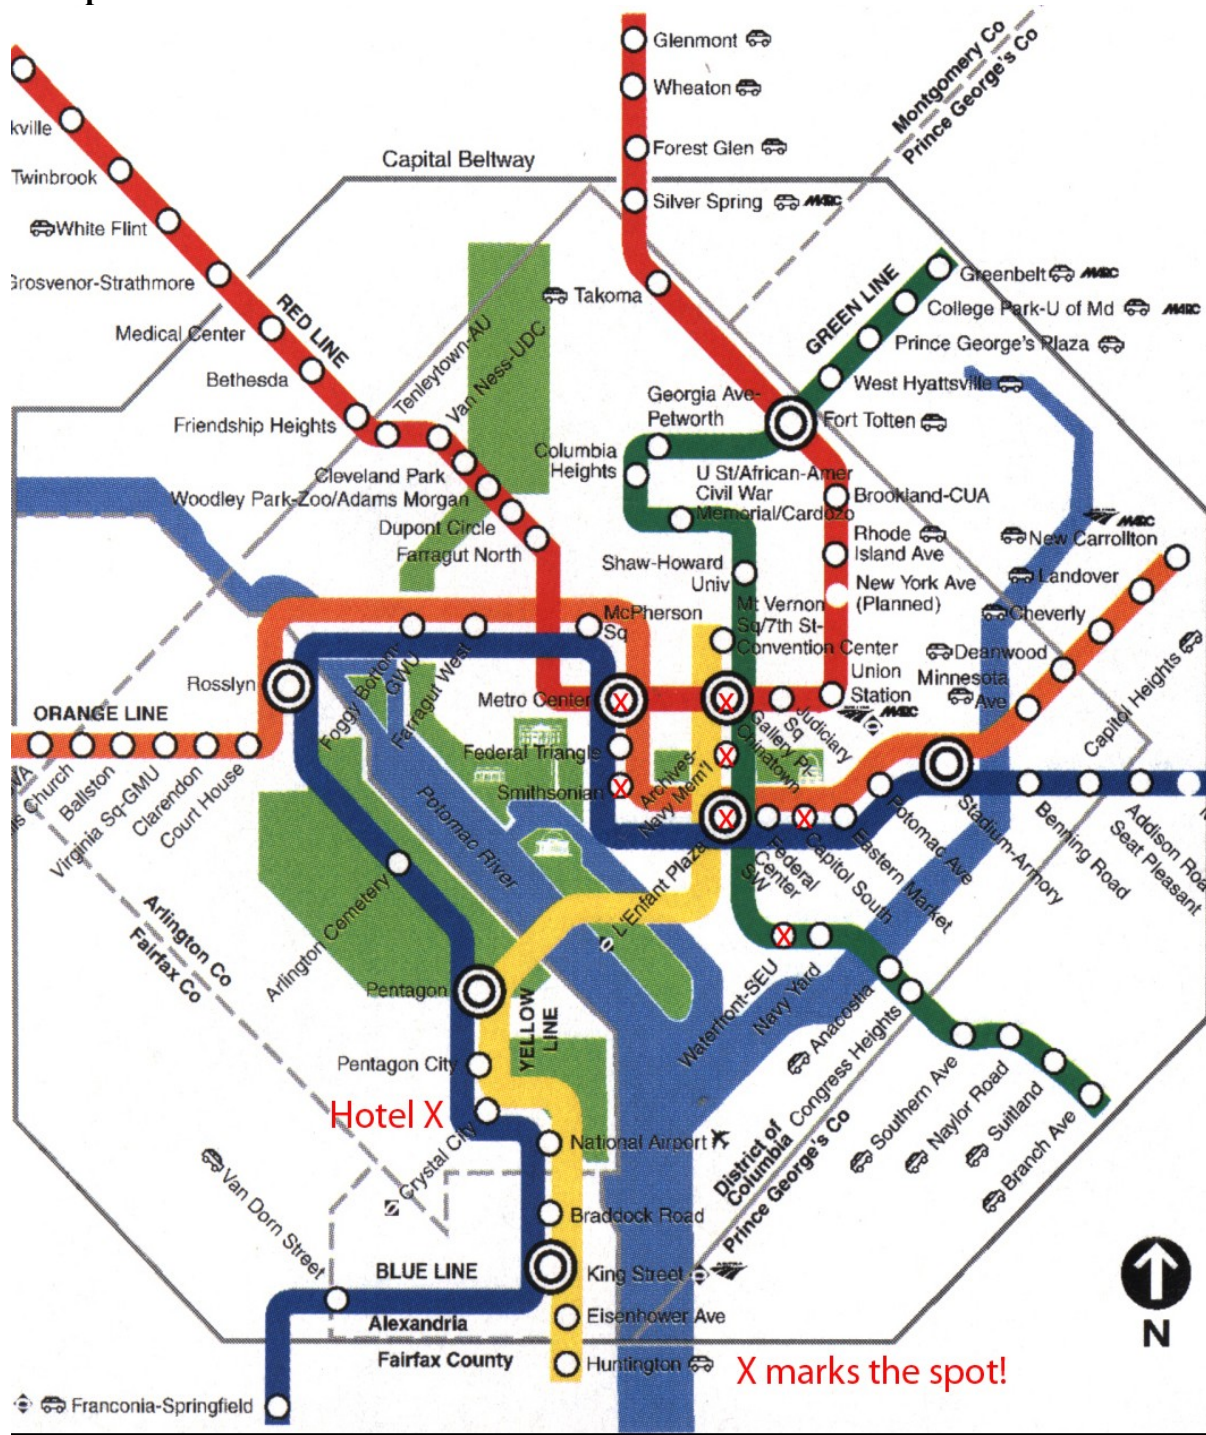 Glenmont
Wheaton
Forest Glen
Silver Spring
MARC
Montgomery Co
Prince George's Co
Capital Beltway
kville
Twinbrook
White Flint
Grosvenor-Strathmore
Medical Center
Bethesda
Friendship Heights
RED LINE
Tenleytown-AU
Van Ness-UDC
Cleveland Park
Woodley Park-Zoo/Adams Morgan
Dupont Circle
Farragut North
Takoma
GREEN LINE
Greenbelt
MARC
College Park-U of Md
MARC
Prince George's Plaza
West Hyattsville
Fort Totten
Georgia Ave-
Petworth
Columbia
Heights
U St/African-Amer
Civil War
Memorial/Cardozo
Shaw-Howard
Univ
Mt Vernon
Sq/7th St-
Convention Center
Brookland-CUA
Rhode
Island Ave
New York Ave
(Planned)
Union
Station
MARC
MARC
New Carrollton
Landover
Cheverly
Deanwood
Minnesota
Ave
Capitol Heights
McPherson
Sq
Metro Center
X
X
Judiciary
Sq
Gallery Pl-
Chinatown
Rosslyn
Foggy Bottom-
GWU
Farragut West
Federal Triangle
Smithsonian
X
Archives-
Navy Mem'l
X
X
L'Enfant Plaza
Federal
Center
SW
X
Capitol South
Eastern Market
Potomac Ave
Stadium-Armory
Benning Road
Addison Roa
Seat Pleasant
ORANGE LINE
Church
Ballston
Virginia Sq-GMU
Clarendon
Court House
Potomac River
Arlington Co
Fairfax Co
Arlington Cemetery
Pentagon
YELLOW
LINE
Pentagon City
Hotel X
Crystal City
National Airport
X
Waterfront-SEU
Navy Yard
Anacostia
Congress Heights
Southern Ave
Naylor Road
Suitland
Branch Ave
District of
Columbia
Prince George's Co
Van Dorn Street
Braddock Road
King Street
BLUE LINE
Alexandria
Fairfax County
Eisenhower Ave
Huntington
X marks the spot!
Franconia-Springfield
N